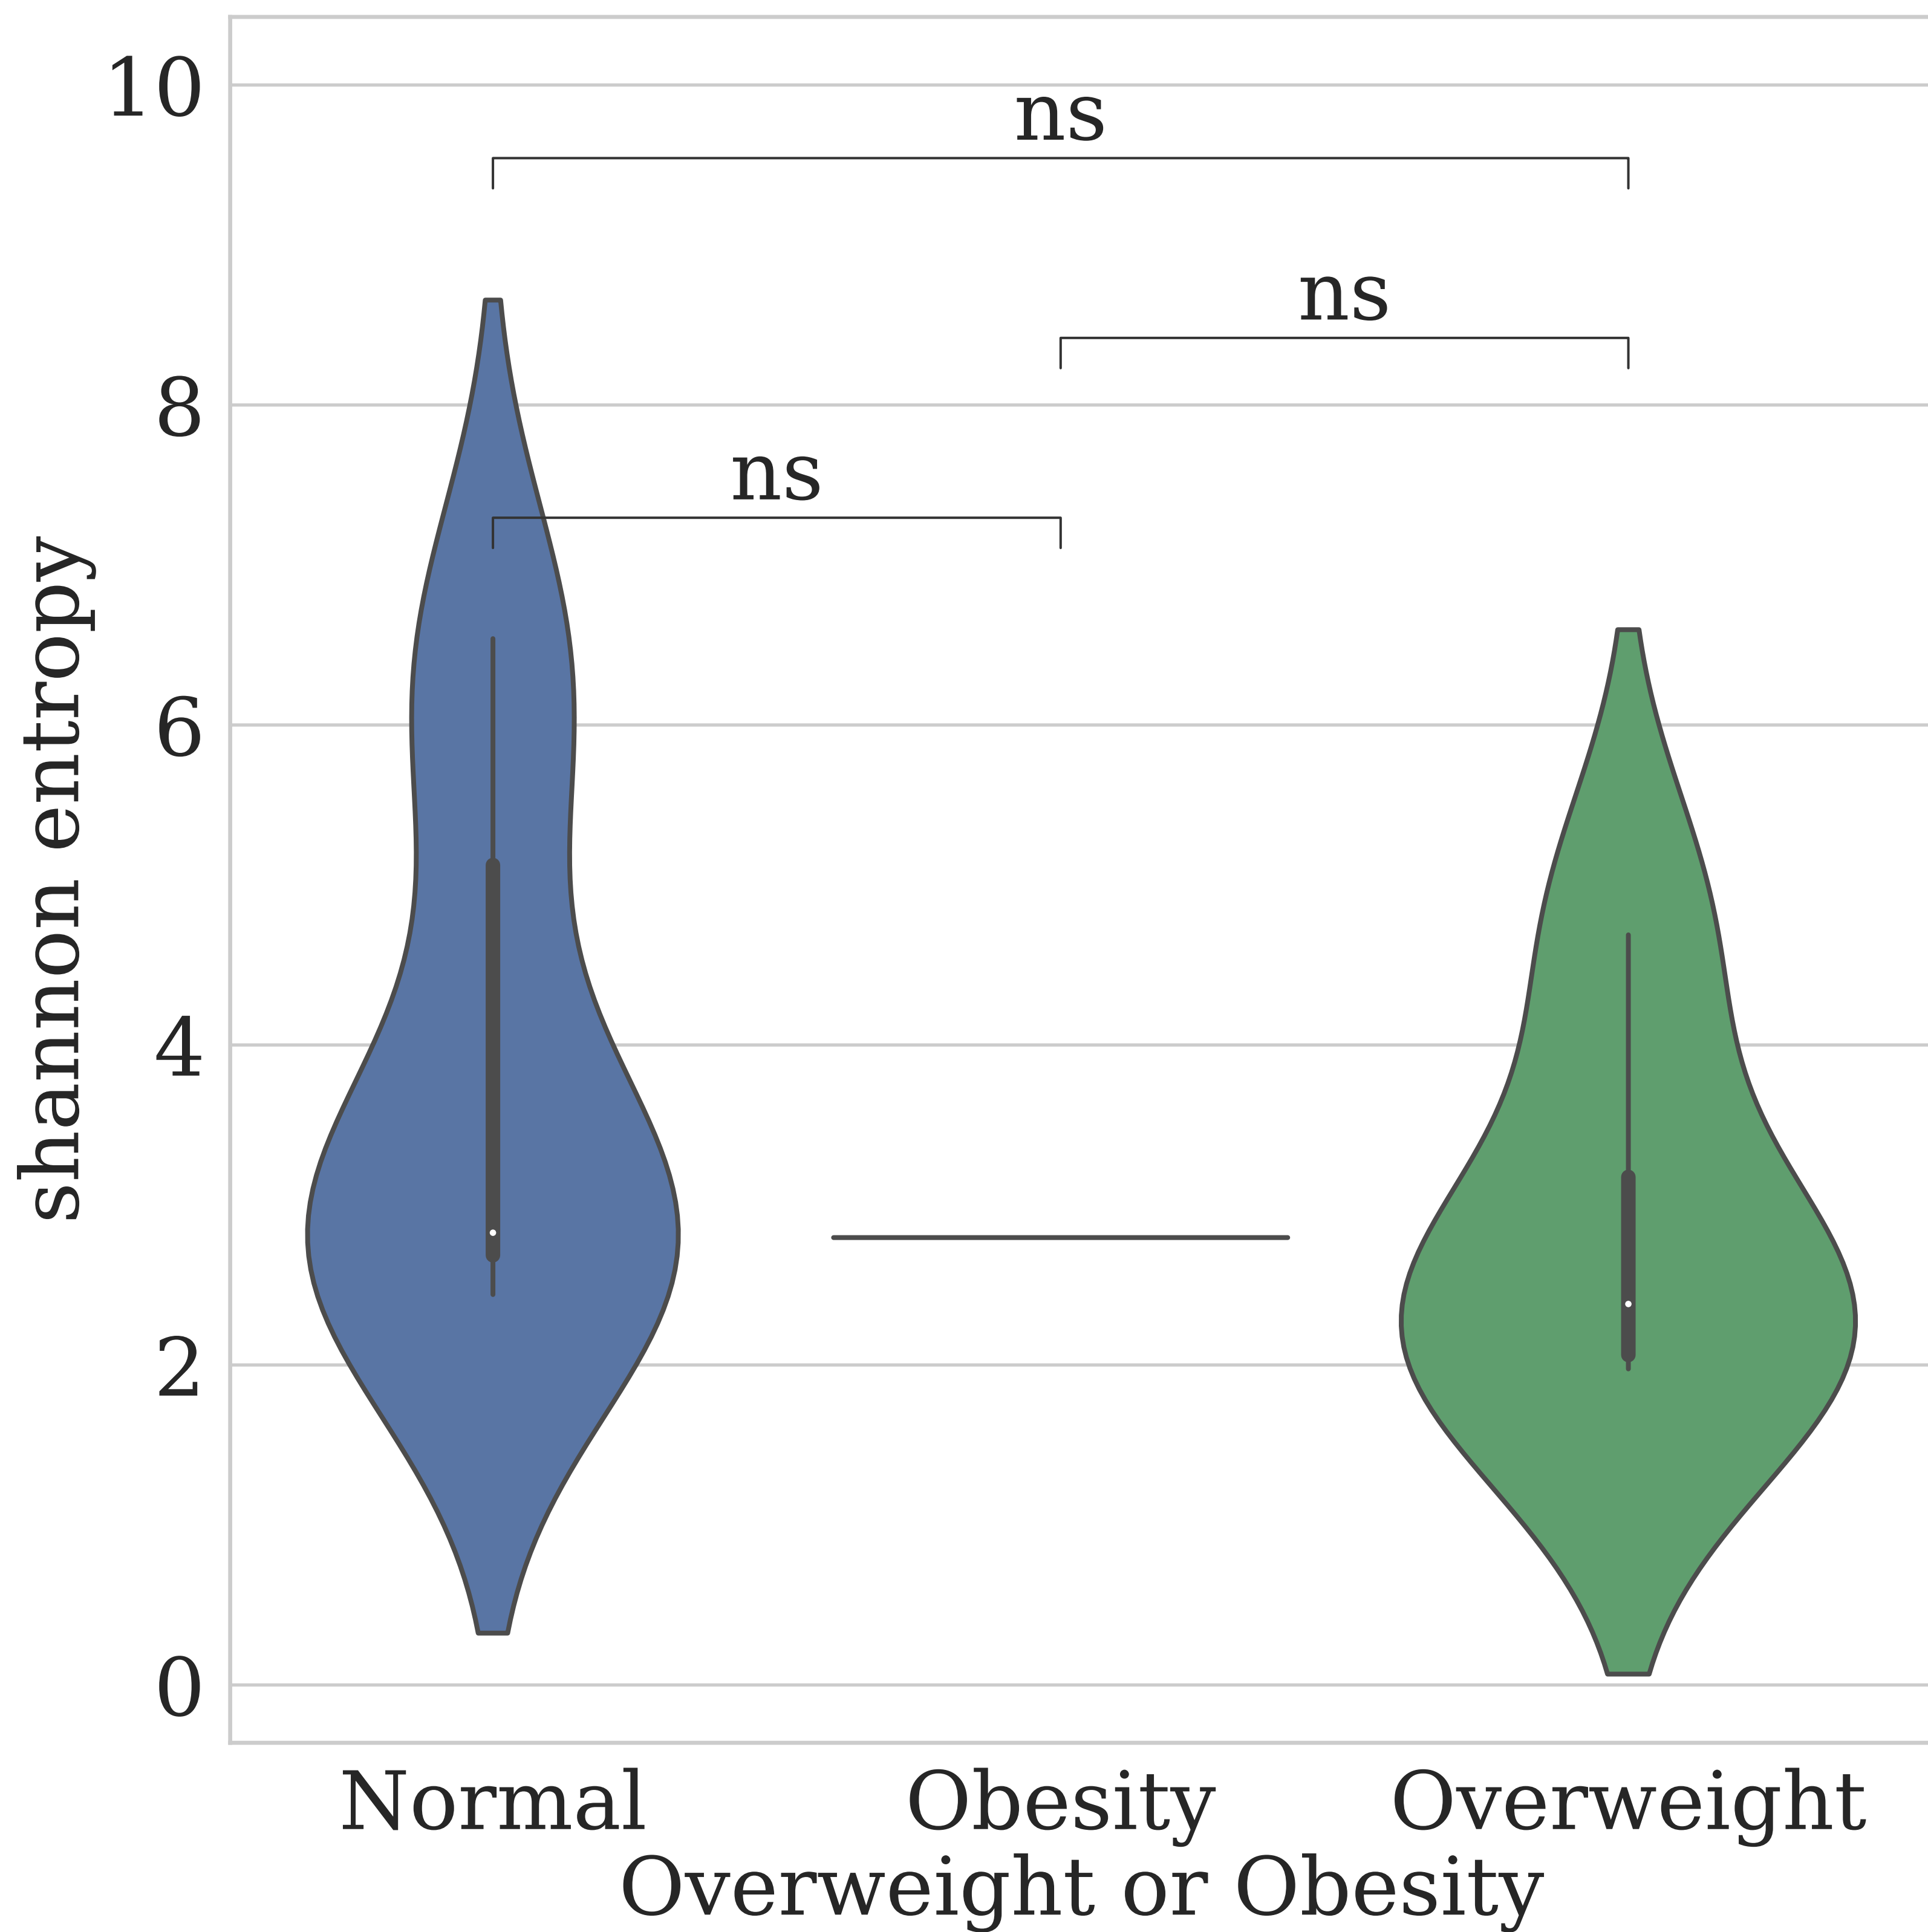 shannon entropy
10
8
6
4
2
0
ns
ns
ns
Normal
Obesity
Overweight
Overweight or Obesity